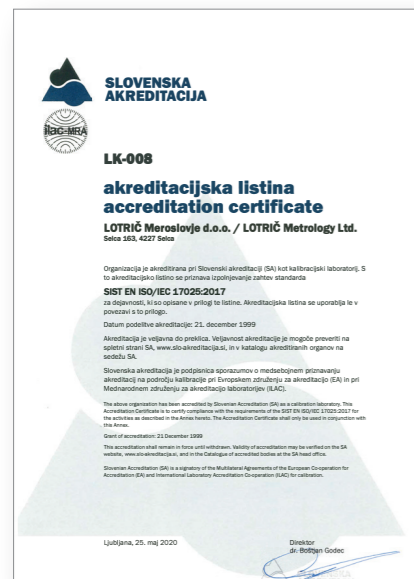 SLOVENSKA
AKREDITACIJA
ilac-MRA
LK-008
akreditacijska listina
accreditation certificate
LOTRIČ Meroslovje d.o.o. / LOTRIČ Metrology Ltd.
Selca 163, 4227 Selca
Organizacija je akreditirana pri Slovenski akreditaciji (SA) kot kalibracijski laboratorij. S
to akreditacijsko listino se priznava izpolnjevanje zahtev standarda
SIST EN ISO/IEC 17025:2017
za dejavnosti, ki so opisane v prilogi te listine. Akreditacijska listina se uporablja le v
povezavi s to prilogo.
Datum podelitve akreditacije: 21. december 1999
Akreditacija je veljavna do preklica. Veljavnost akreditacije je mogoče preveriti na
spletni strani SA, www.slo-akreditacija.si, in v katalogu akreditiranih organov na
sedežu SA.
Slovenska akreditacija je podpisnica sporazumov o medsebojnem priznavanju
akreditacij na področju kalibracije pri Evropskem združenju za akreditacijo (EA) in pri
Mednarodnem združenju za akreditacijo laboratorijev (ILAC).
The above organization has been accredited by Slovenian Accreditation (SA) as a calibration laboratory. This
Accreditation Certificate is to certify compliance with the requirements of the SIST EN ISO/IEC 17025:2017 for
the activities as described in the Annex hereto. The Accreditation Certificate shall only be used in conjunction with
this Annex.
Grant of accreditation: 21 December 1999
This accreditation shall remain in force until withdrawn. Validity of accreditation may be verified on the SA
website, www.slo-akreditacija.si, and in the Catalogue of accredited bodies at the SA head office.
Slovenian Accreditation (SA) is a signatory of the Multilateral Agreements of the European Co-operation for
Accreditation (EA) and International Laboratory Accreditation Co-operation (ILAC) for calibration.
Ljubljana, 25. maj 2020
Direktor
dr. Boštjan Godec